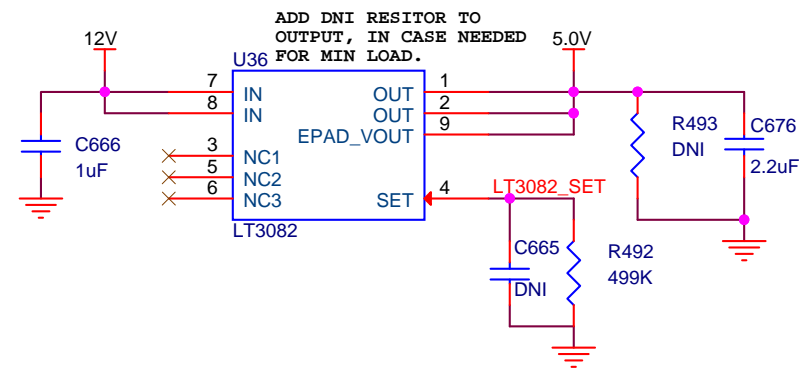 ADD DNI RESITOR TO
OUTPUT, IN CASE NEEDED
FOR MIN LOAD.
12V
5.0V
U36
7
IN
8
IN
3
NC1
5
NC2
6
NC3
OUT
1
OUT
2
EPAD_VOUT
9
SET
4
LT3082
LT3082_SET
C666
1uF
R493
DNI
C676
2.2uF
C665
DNI
R492
499K